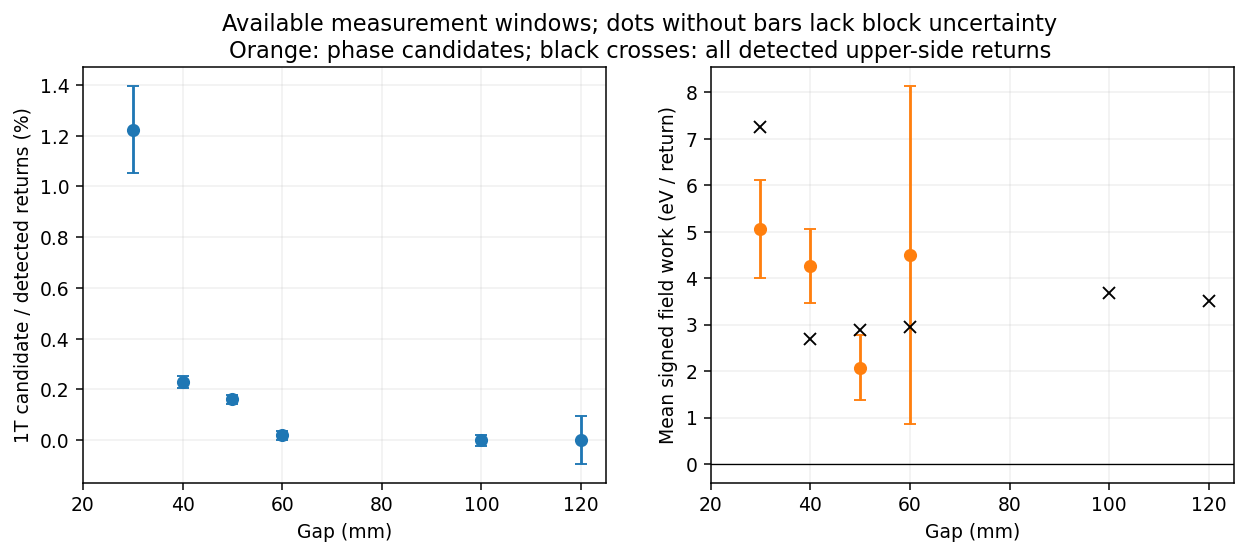 Available measurement windows; dots without bars lack block uncertainty
Orange: phase candidates; black crosses: all detected upper-side returns
1T candidate / detected returns (%)
1.4
1.2
1.0
0.8
0.6
0.4
0.2
0.0
20 40 60 80 100 120
Gap (mm)
Mean signed field work (eV / return)
8
7
6
5
4
3
2
1
0
20 40 60 80 100 120
Gap (mm)